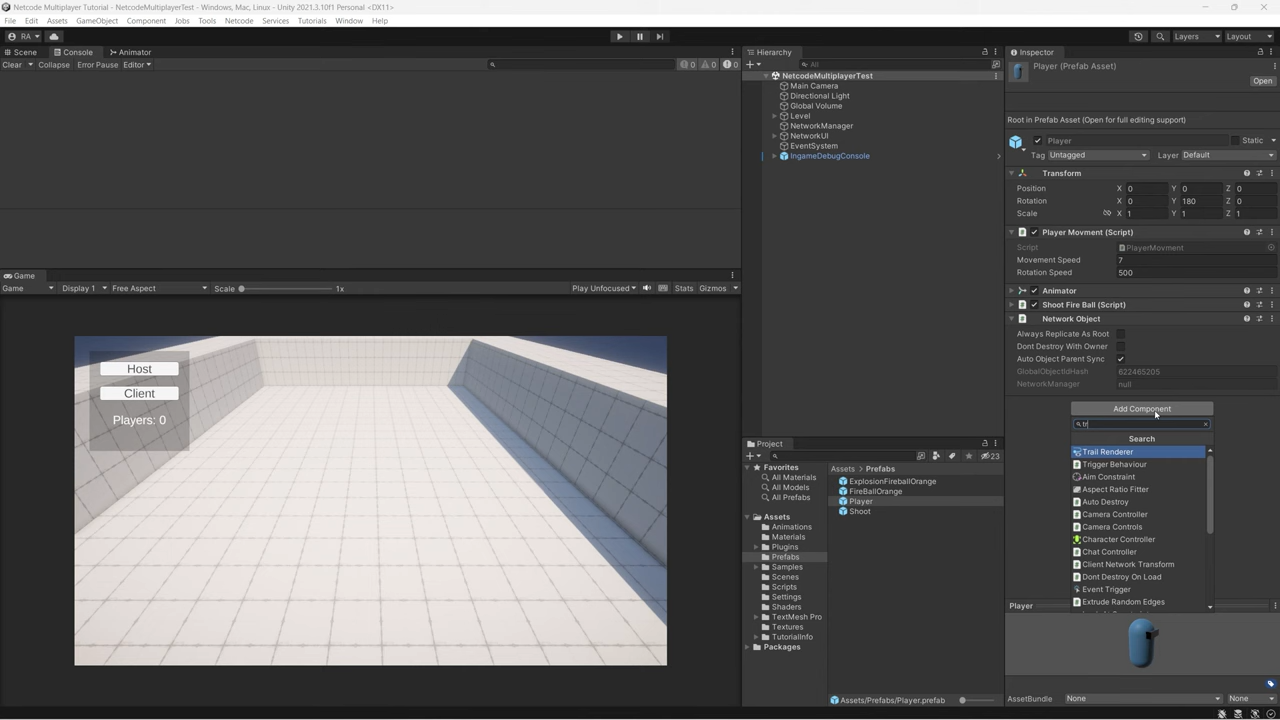 Netcode Multiplayer Tutorial - NetcodeMultiplayerTest - Windows, Mac, Linux - Unity 2021.3.10f1 Personal <DX11>
File Edit Assets GameObject Component Jobs Tools Netcode Services Tutorials Window Help
RA
Layers Layout
Scene Console Animator
Clear Collapse Error Pause Editor 0 0 0
Game
Game Display 1 Free Aspect Scale 1x Play Unfocused Stats Gizmos
Host
Client
Players: 0
Hierarchy
All
NetcodeMultiplayerTest
Main Camera
Directional Light
Global Volume
Level
NetworkManager
NetworkUI
EventSystem
IngameDebugConsole
Project
23
Favorites
All Materials
All Models
All Prefabs
Assets
Animations
Materials
Plugins
Prefabs
Samples
Scenes
Scripts
Settings
Shaders
TextMesh Pro
Textures
TutorialInfo
Packages
Assets > Prefabs
ExplosionFireballOrange
FireBallOrange
Player
Shoot
Assets/Prefabs/Player.prefab
Inspector
Player (Prefab Asset)
Open
Root in Prefab Asset (Open for full editing support)
Player Static
Tag Untagged Layer Default
Transform
Position X 0 Y 0 Z 0
Rotation X 0 Y 180 Z 0
Scale X 1 Y 1 Z 1
Player Movment (Script)
Script PlayerMovment
Movement Speed 7
Rotation Speed 500
Animator
Shoot Fire Ball (Script)
Network Object
Always Replicate As Root
Dont Destroy With Owner
Auto Object Parent Sync
GlobalObjectIdHash 622465205
NetworkManager null
Add Component
tr
Search
Trail Renderer
Trigger Behaviour
Aim Constraint
Aspect Ratio Fitter
Auto Destroy
Camera Controller
Camera Controls
Character Controller
Chat Controller
Client Network Transform
Dont Destroy On Load
Event Trigger
Extrude Random Edges
Player
AssetBundle None None